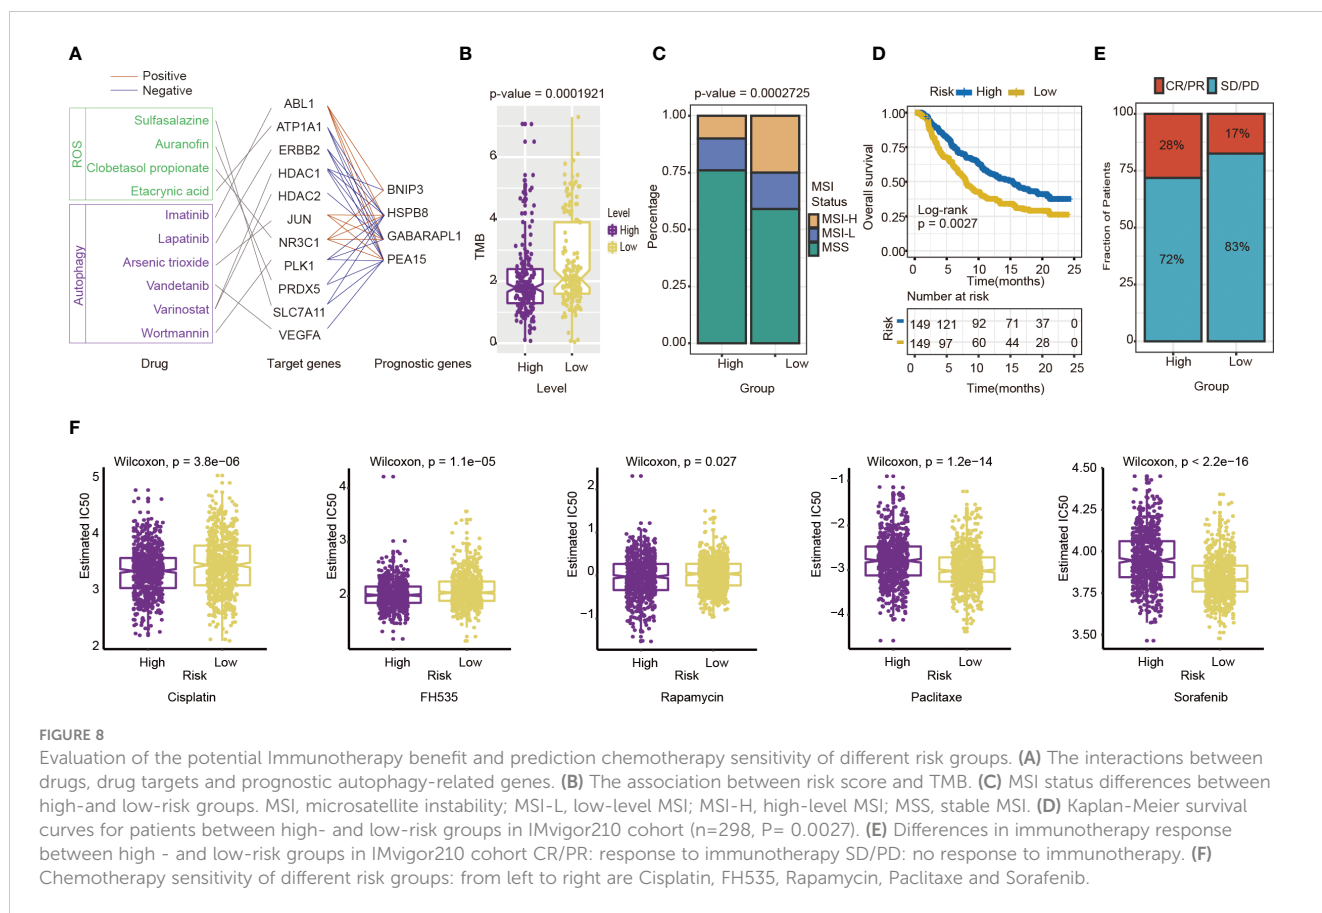 A
Positive
Negative
ROS
Sulfasalazine
Auranofin
Clobetasol propionate
Etacrynic acid
Autophagy
Imatinib
Lapatinib
Arsenic trioxide
Vandetanib
Varinostat
Wortmannin
ABL1
ATP1A1
ERBB2
HDAC1
HDAC2
JUN
NR3C1
PLK1
PRDX5
SLC7A11
VEGFA
BNIP3
HSPB8
GABARAPL1
PEA15
Drug Target genes Prognostic genes
B
p-value = 0.0001921
TMB
6
4
2
0
High Low
Level
Level
High
Low
C
p-value = 0.0002725
Percentage
1.00
0.75
0.50
0.25
0.00
High Low
Group
MSI
Status
MSI-H
MSI-L
MSS
D
Risk High Low
Overall survival
1.00
0.75
0.50
0.25
0.00
Log-rank
p = 0.0027
0 5 10 15 20 25
Time(months)
Number at risk
Risk
149 121 92 71 37 0
149 97 60 44 28 0
0 5 10 15 20 25
Time(months)
E
CR/PR SD/PD
Fraction of Patients
100
75
50
25
0
28% 17%
72% 83%
High Low
Group
F
Wilcoxon, p = 3.8e−06
Estimated IC50
5
4
3
2
High Low
Risk
Cisplatin
Wilcoxon, p = 1.1e−05
Estimated IC50
4
3
2
High Low
Risk
FH535
Wilcoxon, p = 0.027
Estimated IC50
2
1
0
−1
High Low
Risk
Rapamycin
Wilcoxon, p = 1.2e−14
Estimated IC50
−1
−2
−3
−4
High Low
Risk
Paclitaxe
Wilcoxon, p < 2.2e−16
Estimated IC50
4.50
4.00
3.75
3.50
High Low
Risk
Sorafenib
FIGURE 8
Evaluation of the potential Immunotherapy benefit and prediction chemotherapy sensitivity of different risk groups. (A) The interactions between
drugs, drug targets and prognostic autophagy-related genes. (B) The association between risk score and TMB. (C) MSI status differences between
high-and low-risk groups. MSI, microsatellite instability; MSI-L, low-level MSI; MSI-H, high-level MSI; MSS, stable MSI. (D) Kaplan-Meier survival
curves for patients between high- and low-risk groups in IMvigor210 cohort (n=298, P= 0.0027). (E) Differences in immunotherapy response
between high - and low-risk groups in IMvigor210 cohort CR/PR: response to immunotherapy SD/PD: no response to immunotherapy. (F)
Chemotherapy sensitivity of different risk groups: from left to right are Cisplatin, FH535, Rapamycin, Paclitaxe and Sorafenib.